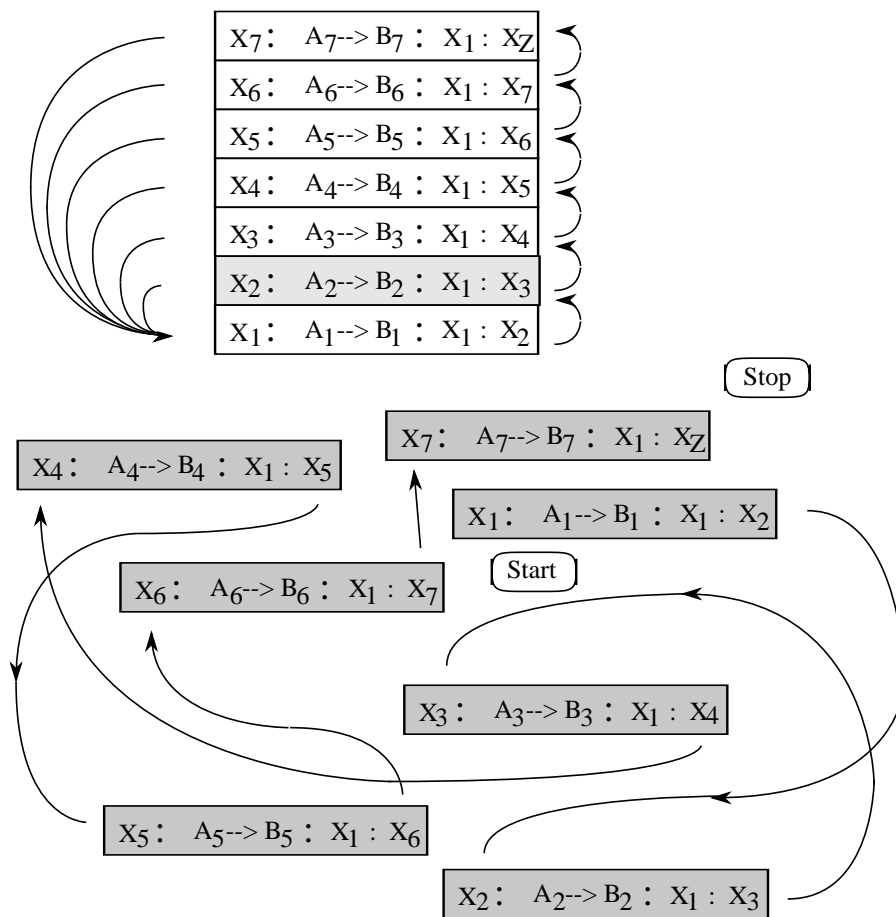 X₇: A₇--> B₇ : X₁ : X_Z
X₆: A₆--> B₆ : X₁ : X₇
X₅: A₅--> B₅ : X₁ : X₆
X₄: A₄--> B₄ : X₁ : X₅
X₃: A₃--> B₃ : X₁ : X₄
X₂: A₂--> B₂ : X₁ : X₃
X₁: A₁--> B₁ : X₁ : X₂
Stop
X₇: A₇--> B₇ : X₁ : X_Z
X₄: A₄--> B₄ : X₁ : X₅
X₁: A₁--> B₁ : X₁ : X₂
Start
X₆: A₆--> B₆ : X₁ : X₇
X₃: A₃--> B₃ : X₁ : X₄
X₅: A₅--> B₅ : X₁ : X₆
X₂: A₂--> B₂ : X₁ : X₃